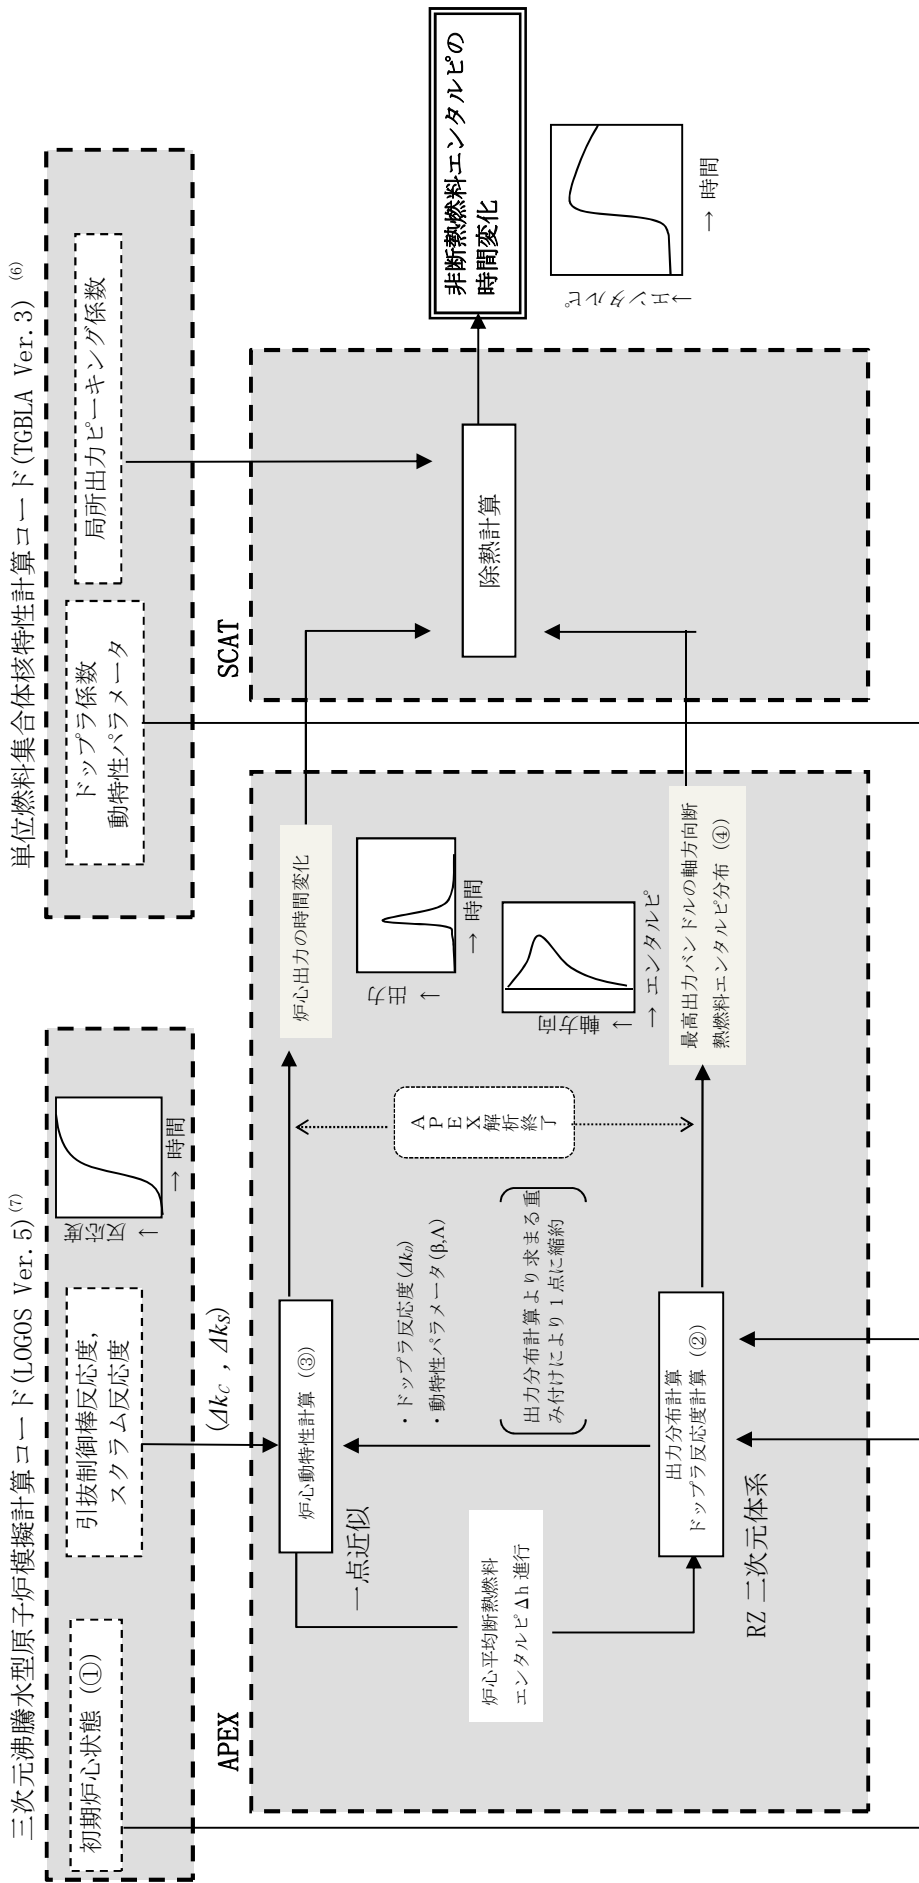 三次元沸騰水型原子炉模擬計算コード(LOGOS Ver.5)(7)
初期炉心状態(①)
引抜制御棒反応度,
スクラム反応度
→反応度
→ 時間
単位燃料集合体核特性計算コード(TGBLA Ver.3) (6)
ドップラ係数
動特性パラメータ
局所出力ピーキング係数
APEX
(Δkc , Δks)
炉心動特性計算(③)
一点近似
炉心平均断熱燃料
エンタルピΔh進行
・ドップラ反応度(ΔkD)
・動特性パラメータ(β,Λ)
出力分布計算より求まる重
み付けにより1点に縮約
出力分布計算
ドップラ反応度計算(②)
RZ 二次元体系
APEX解析終了
炉心出力の時間変化
→ 出力
→ 時間
→ 軸方向
→ エンタルピ
最高出力バンドルの軸方向断
熱燃料エンタルピ分布(④)
SCAT
除熱計算
非断熱燃料エンタルピの
時間変化
→エンタルピ
→ 時間